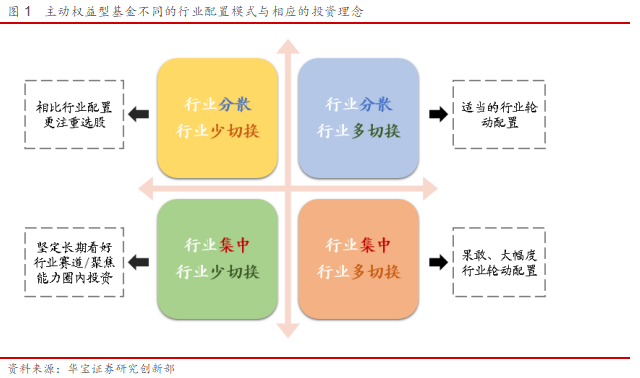 图 1 主动权益型基金不同的行业配置模式与相应的投资理念
相比行业配置
更注重选股
行业分散
行业少切换
行业分散
行业多切换
适当的行业轮
动配置
坚定长期看好
行业赛道/聚焦
能力圈内投资
行业集中
行业少切换
行业集中
行业多切换
果敢、大幅度
行业轮动配置
资料来源：华宝证券研究创新部